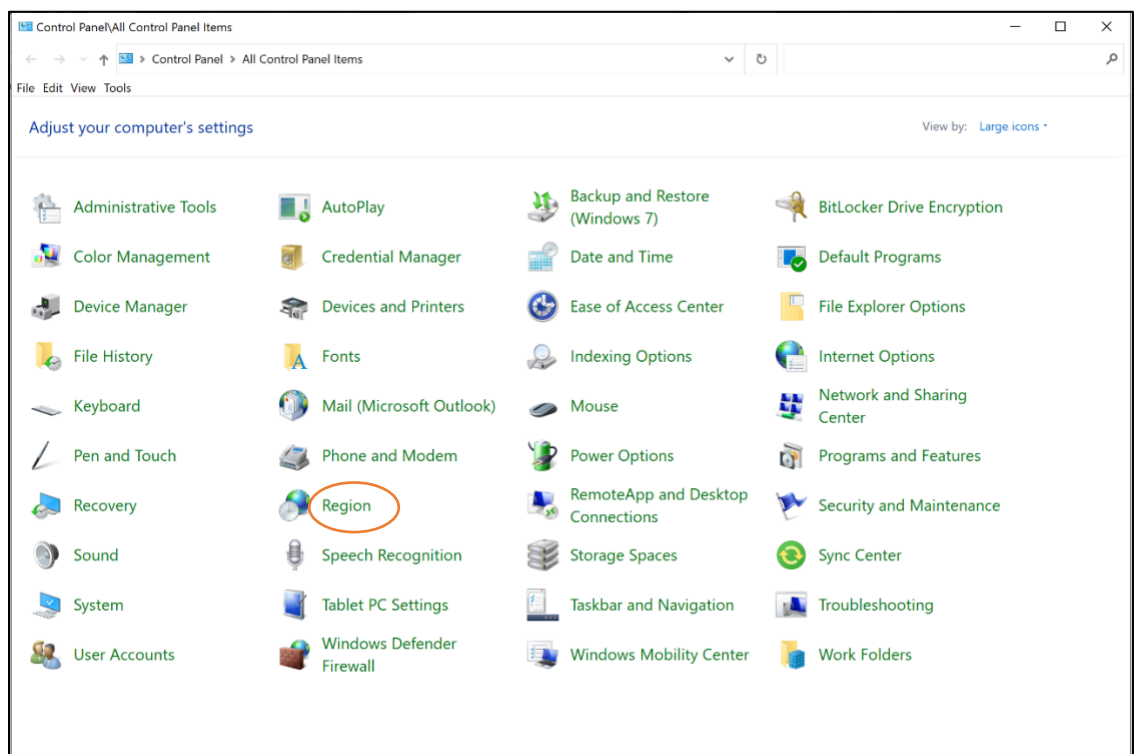 Control Panel\All Control Panel Items
Control Panel > All Control Panel Items
File Edit View Tools
Adjust your computer's settings
View by: Large icons
Administrative Tools
AutoPlay
Backup and Restore
(Windows 7)
BitLocker Drive Encryption
Color Management
Credential Manager
Date and Time
Default Programs
Device Manager
Devices and Printers
Ease of Access Center
File Explorer Options
File History
Fonts
Indexing Options
Internet Options
Keyboard
Mail (Microsoft Outlook)
Mouse
Network and Sharing
Center
Pen and Touch
Phone and Modem
Power Options
Programs and Features
Recovery
Region
RemoteApp and Desktop
Connections
Security and Maintenance
Sound
Speech Recognition
Storage Spaces
Sync Center
System
Tablet PC Settings
Taskbar and Navigation
Troubleshooting
User Accounts
Windows Defender
Firewall
Windows Mobility Center
Work Folders